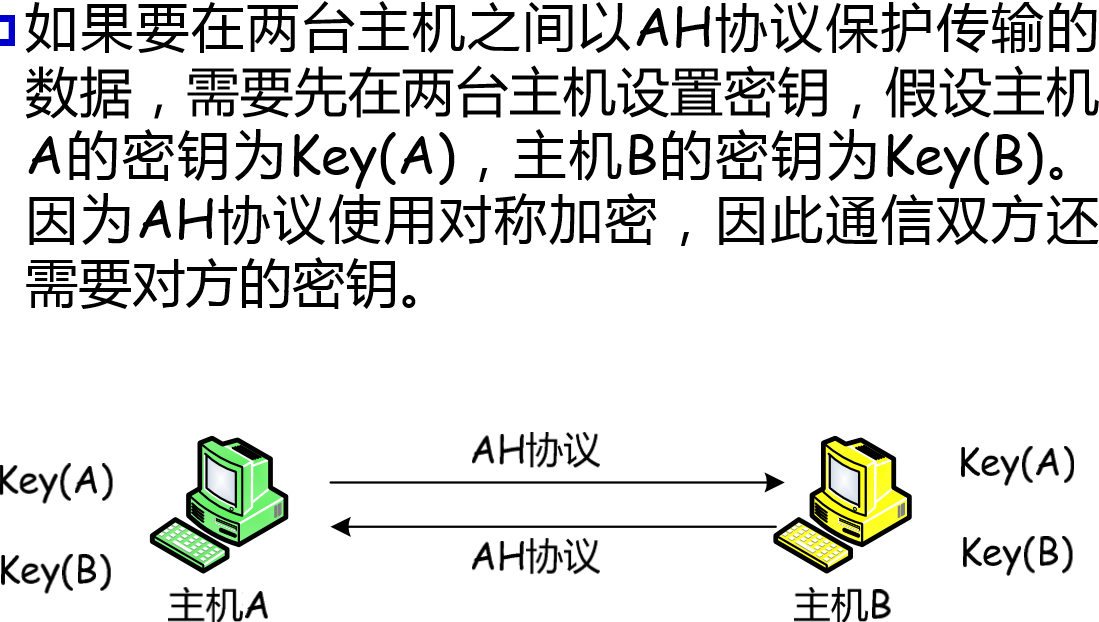 如果要在两台主机之间以AH协议保护传输的
数据，需要先在两台主机设置密钥，假设主机
A的密钥为Key(A)，主机B的密钥为Key(B)。
因为AH协议使用对称加密，因此通信双方还
需要对方的密钥。
AH协议
Key(A)
Key(A)
AH协议
Key(B)
Key(B)
主机A
主机B